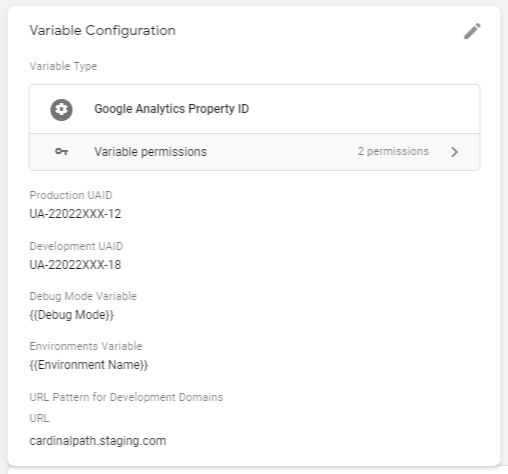 Variable Configuration
Variable Type
Google Analytics Property ID
Variable permissions 2 permissions
Production UAID
UA-22022XXX-12
Development UAID
UA-22022XXX-18
Debug Mode Variable
{{Debug Mode}}
Environments Variable
{{Environment Name}}
URL Pattern for Development Domains
URL
cardinalpath.staging.com